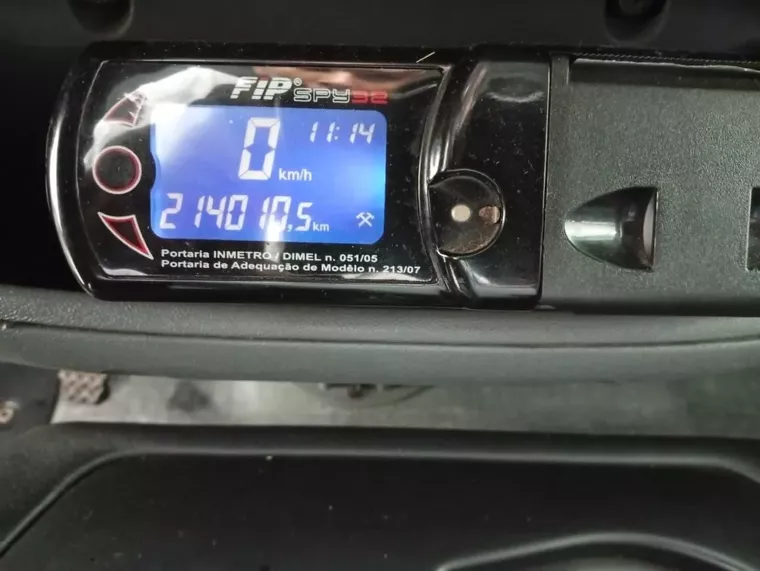 FIP® SPY32
11:14
0 km/h
214010,5 km
Portaria INMETRO / DIMEL n. 051/05
Portaria de Adequação de Modêlo n. 213/07